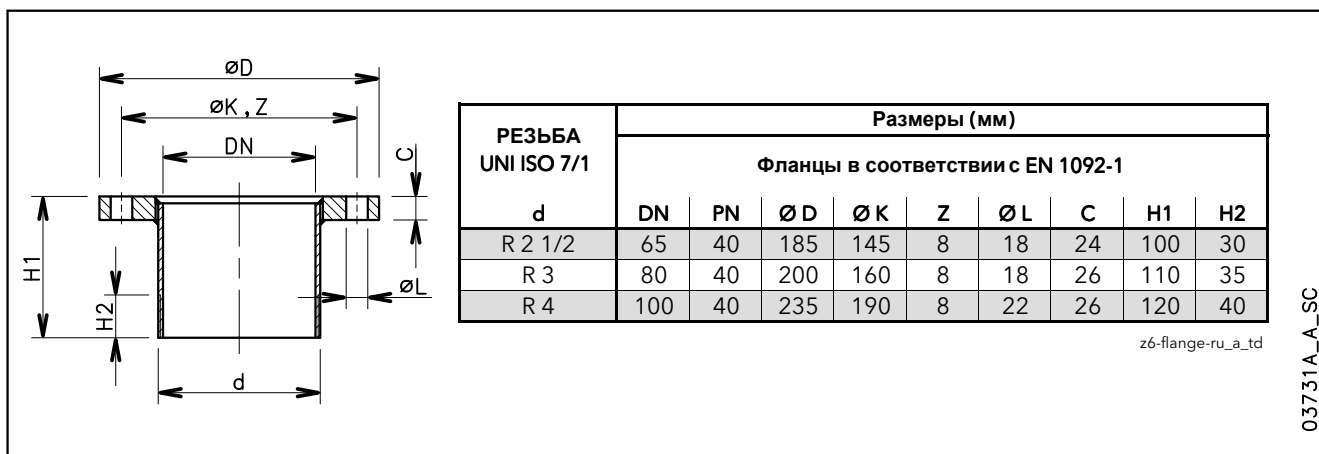 øD
øK , Z
DN
C
H1
H2
øL
d
РЕЗЬБА
UNI ISO 7/1
Размеры (мм)
Фланцы в соответствии с EN 1092-1
d DN PN Ø D Ø K Z Ø L C H1 H2
R 2 1/2 65 40 185 145 8 18 24 100 30
R 3 80 40 200 160 8 18 26 110 35
R 4 100 40 235 190 8 22 26 120 40
z6-flange-ru_a_td
03731A_A_SC